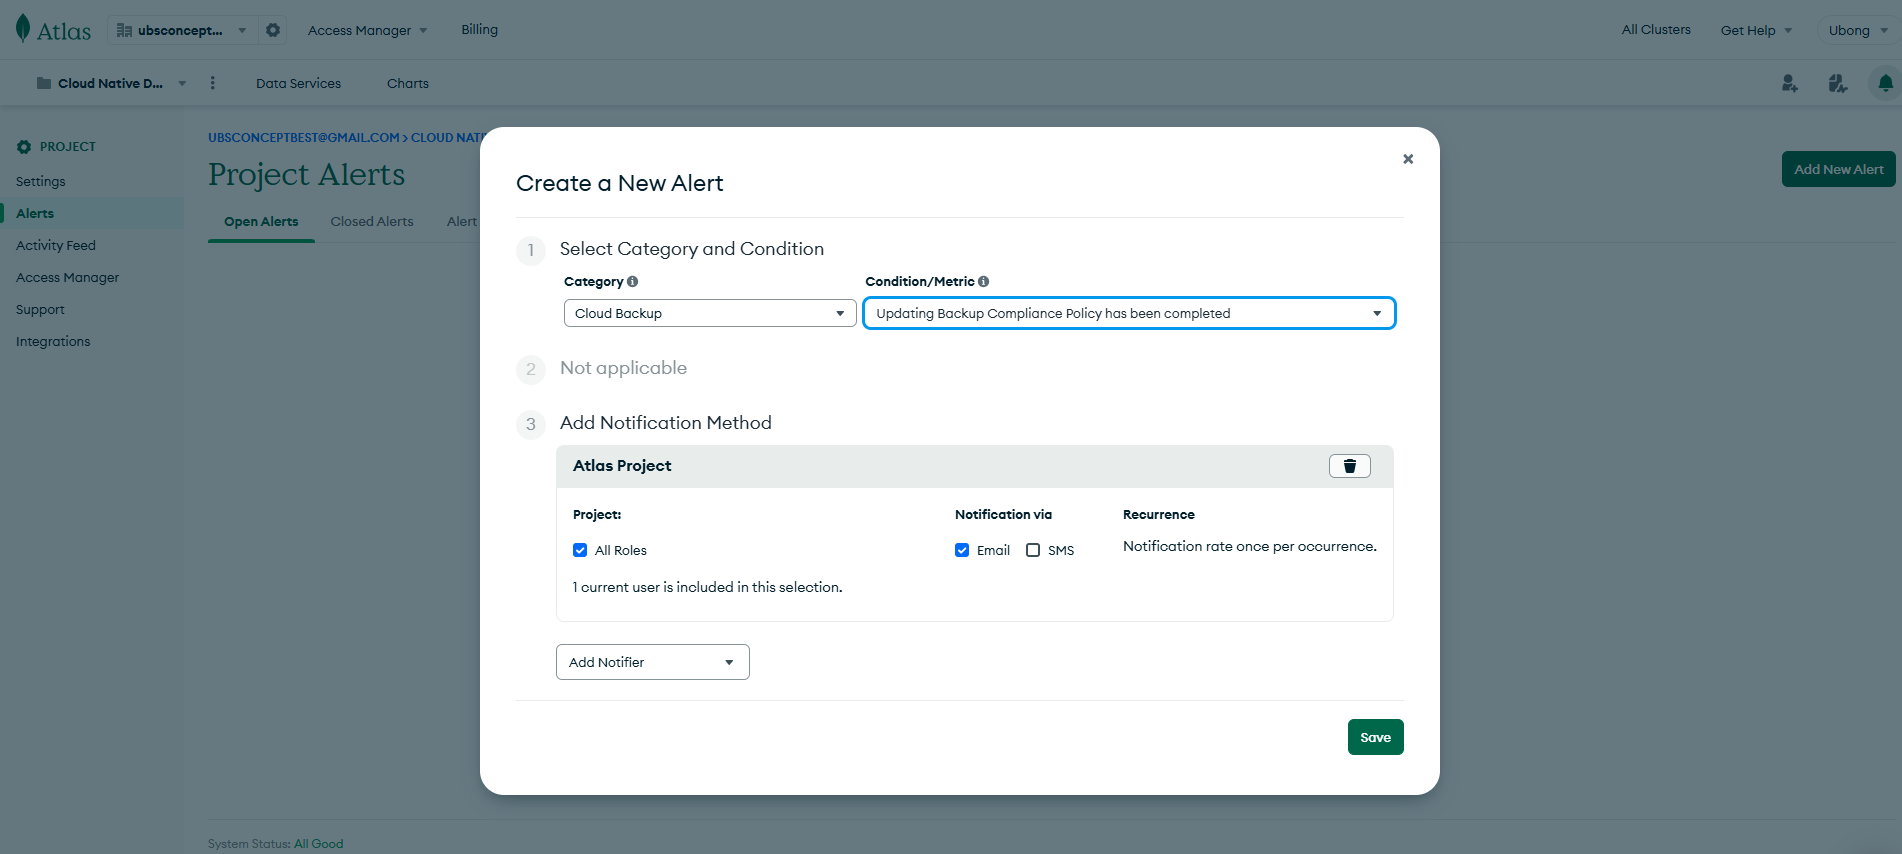 Atlas
ubsconcept...
Access Manager
Billing
All Clusters
Get Help
Ubong
Cloud Native D...
Data Services
Charts
PROJECT
Settings
Alerts
Activity Feed
Access Manager
Support
Integrations
UBSCONCEPTBEST@GMAIL.COM > CLOUD NATI
Project Alerts
Add New Alert
Open Alerts
Closed Alerts
Alert
Create a New Alert
1 Select Category and Condition
Category
Condition/Metric
Cloud Backup
Updating Backup Compliance Policy has been completed
2 Not applicable
3 Add Notification Method
Atlas Project
Project:
Notification via
Recurrence
All Roles
Email
SMS
Notification rate once per occurrence.
1 current user is included in this selection.
Add Notifier
Save
System Status: All Good